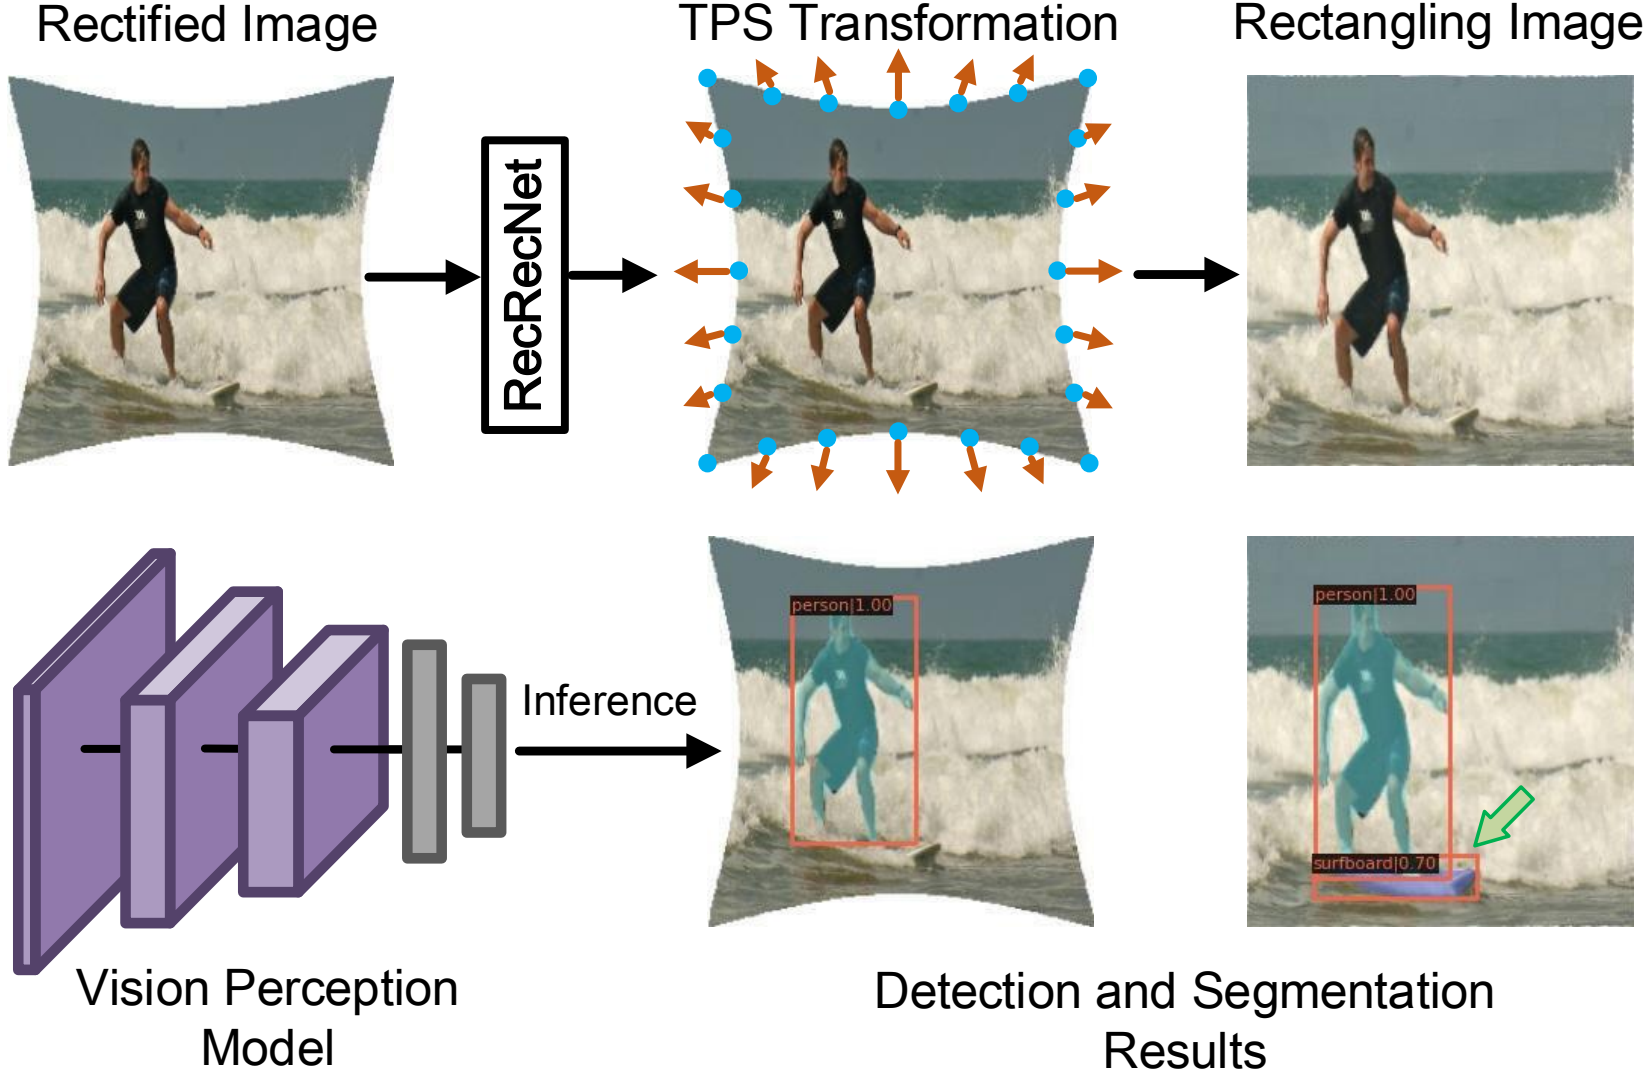 Rectified Image
TPS Transformation
Rectangling Image
RecRecNet
Inference
person|1.00
person|1.00
surfboard|0.70
Vision Perception
Model
Detection and Segmentation
Results